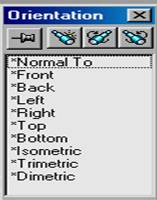 Orientation
*Normal To
*Front
*Back
*Left
*Right
*Top
*Bottom
*Isometric
*Trimetric
*Dimetric